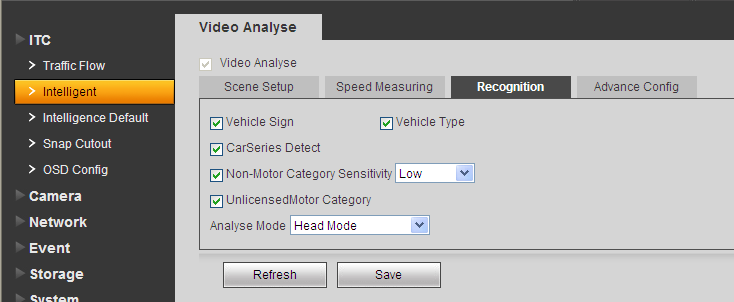 ITC
Traffic Flow
Intelligent
Intelligence Default
Snap Cutout
OSD Config
Camera
Network
Event
Storage
System
Video Analyse
Video Analyse
Scene Setup Speed Measuring Recognition Advance Config
Vehicle Sign Vehicle Type
CarSeries Detect
Non-Motor Category Sensitivity Low
UnlicensedMotor Category
Analyse Mode Head Mode
Refresh Save